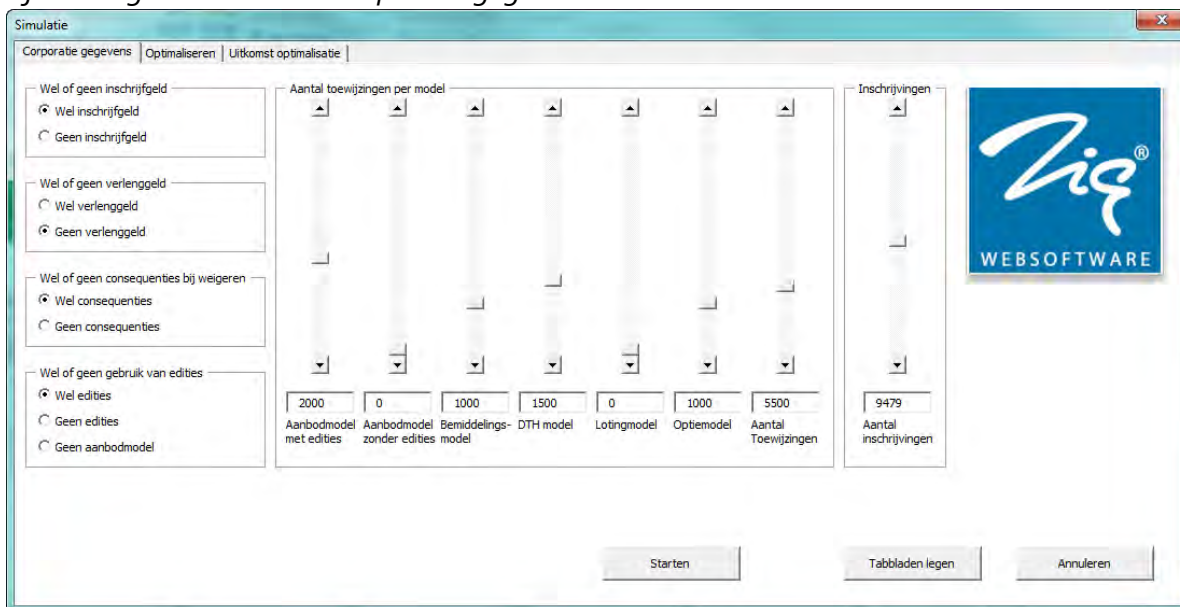 Simulatie
Corporatie gegevens
Optimaliseren
Uitkomst optimalisatie
Wel of geen inschrijfgeld
Wel inschrijfgeld
Geen inschrijfgeld
Wel of geen verlenggeld
Wel verlenggeld
Geen verlenggeld
Wel of geen consequenties bij weigeren
Wel consequenties
Geen consequenties
Wel of geen gebruik van edities
Wel edities
Geen edities
Geen aanbodmodel
Aantal toewijzingen per model
2000
Aanbodmodel
met edities
0
Aanbodmodel
zonder edities
1000
Bemiddelings-
model
1500
DTH model
0
Lotingmodel
1000
Optiemodel
5500
Aantal
Toewijzingen
Inschrijvingen
9479
Aantal
inschrijvingen
Zig®
WEBSOFTWARE
Starten
Tabbladen legen
Annuleren